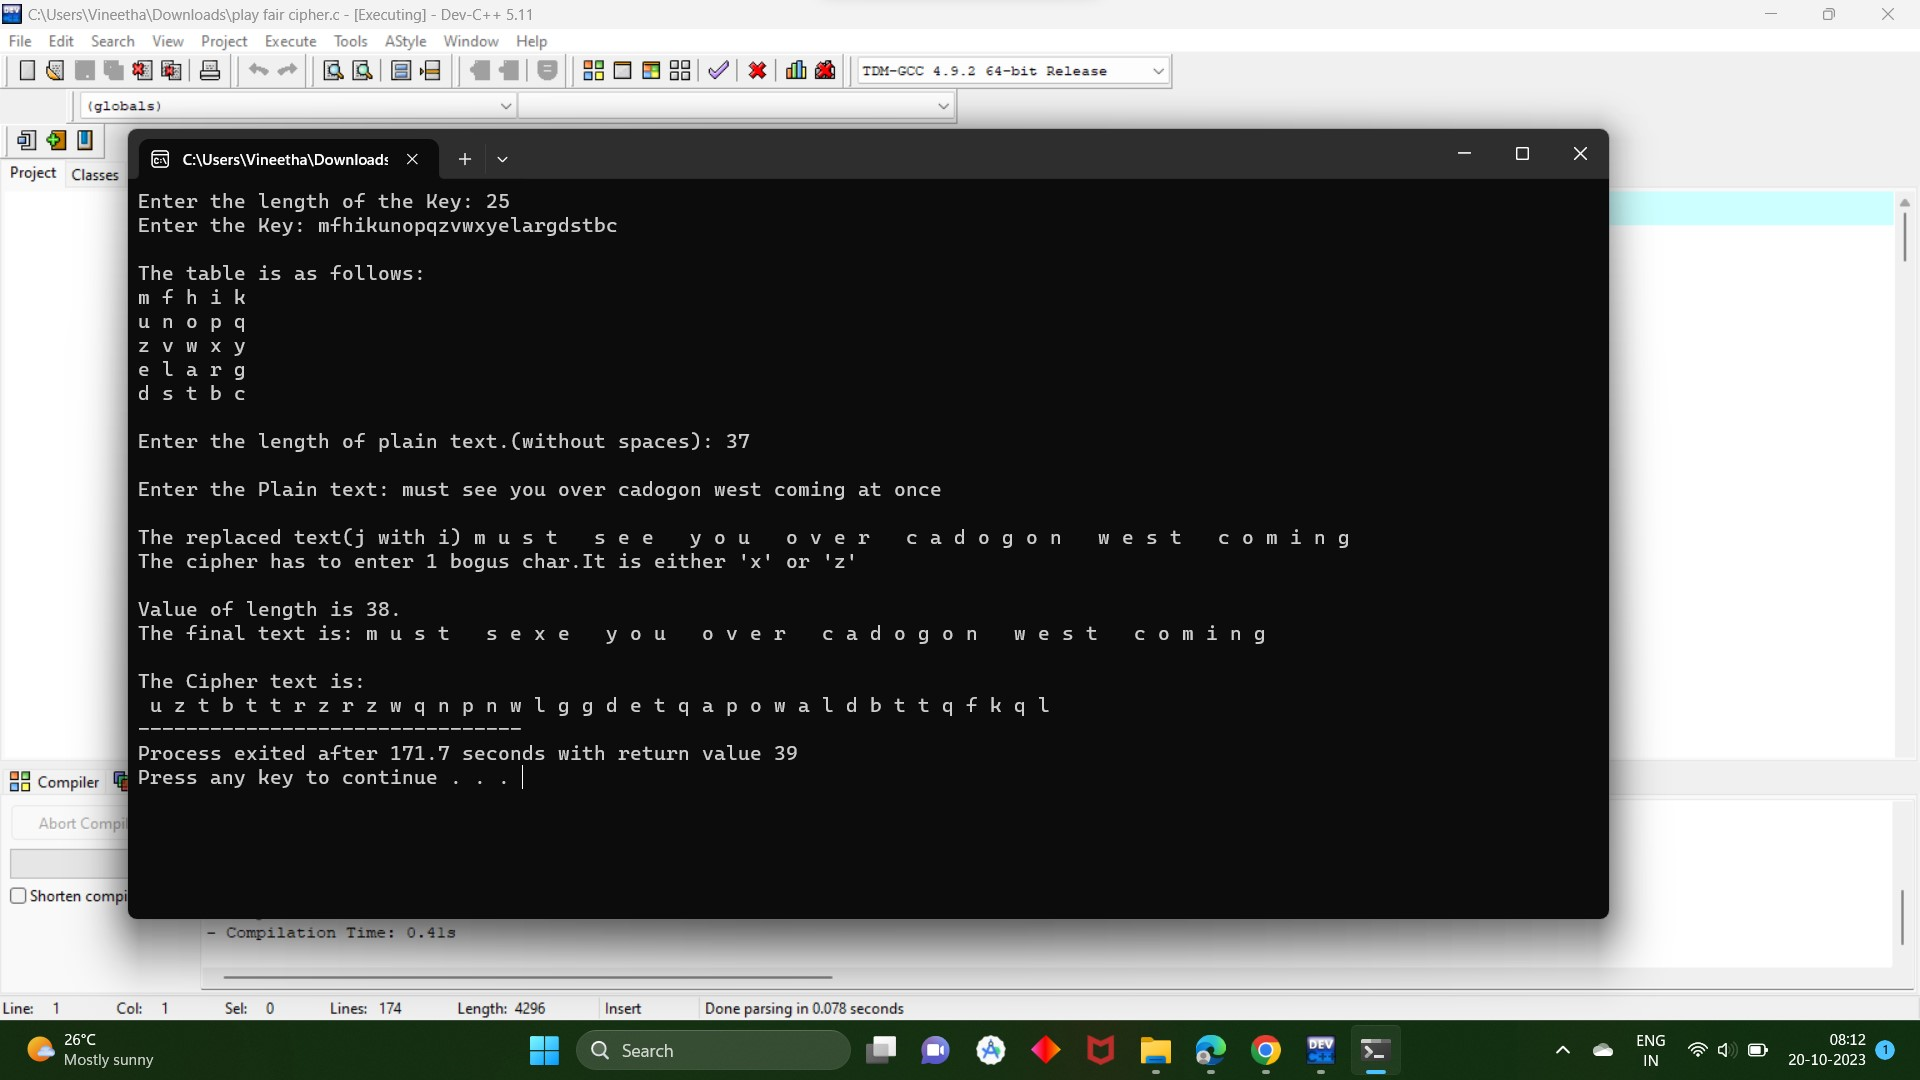 C:\Users\Vineetha\Downloads\play fair cipher.c - [Executing] - Dev-C++ 5.11
File Edit Search View Project Execute Tools AStyle Window Help
TDM-GCC 4.9.2 64-bit Release
(globals)
Project Classes
C:\Users\Vineetha\Downloads
Enter the length of the Key: 25
Enter the Key: mfhikunopqzvwxyelargdstbc
The table is as follows:
m f h i k
u n o p q
z v w x y
e l a r g
d s t b c
Enter the length of plain text.(without spaces): 37
Enter the Plain text: must see you over cadogon west coming at once
The replaced text(j with i) m u s t   s e e   y o u   o v e r   c a d o g o n   w e s t   c o m i n g
The cipher has to enter 1 bogus char.It is either 'x' or 'z'
Value of length is 38.
The final text is: m u s t   s e x e   y o u   o v e r   c a d o g o n   w e s t   c o m i n g
The Cipher text is:
u z t b t t r z r z w q n p n w l g g d e t q a p o w a l d b t t q f k q l
--------------------------------
Process exited after 171.7 seconds with return value 39
Press any key to continue . . .
Compiler
Abort Compil
Shorten compi
- Compilation Time: 0.41s
Line: 1 Col: 1 Sel: 0 Lines: 174 Length: 4296 Insert Done parsing in 0.078 seconds
26°C
Mostly sunny
Search
DEV
ENG
IN
08:12
20-10-2023
1